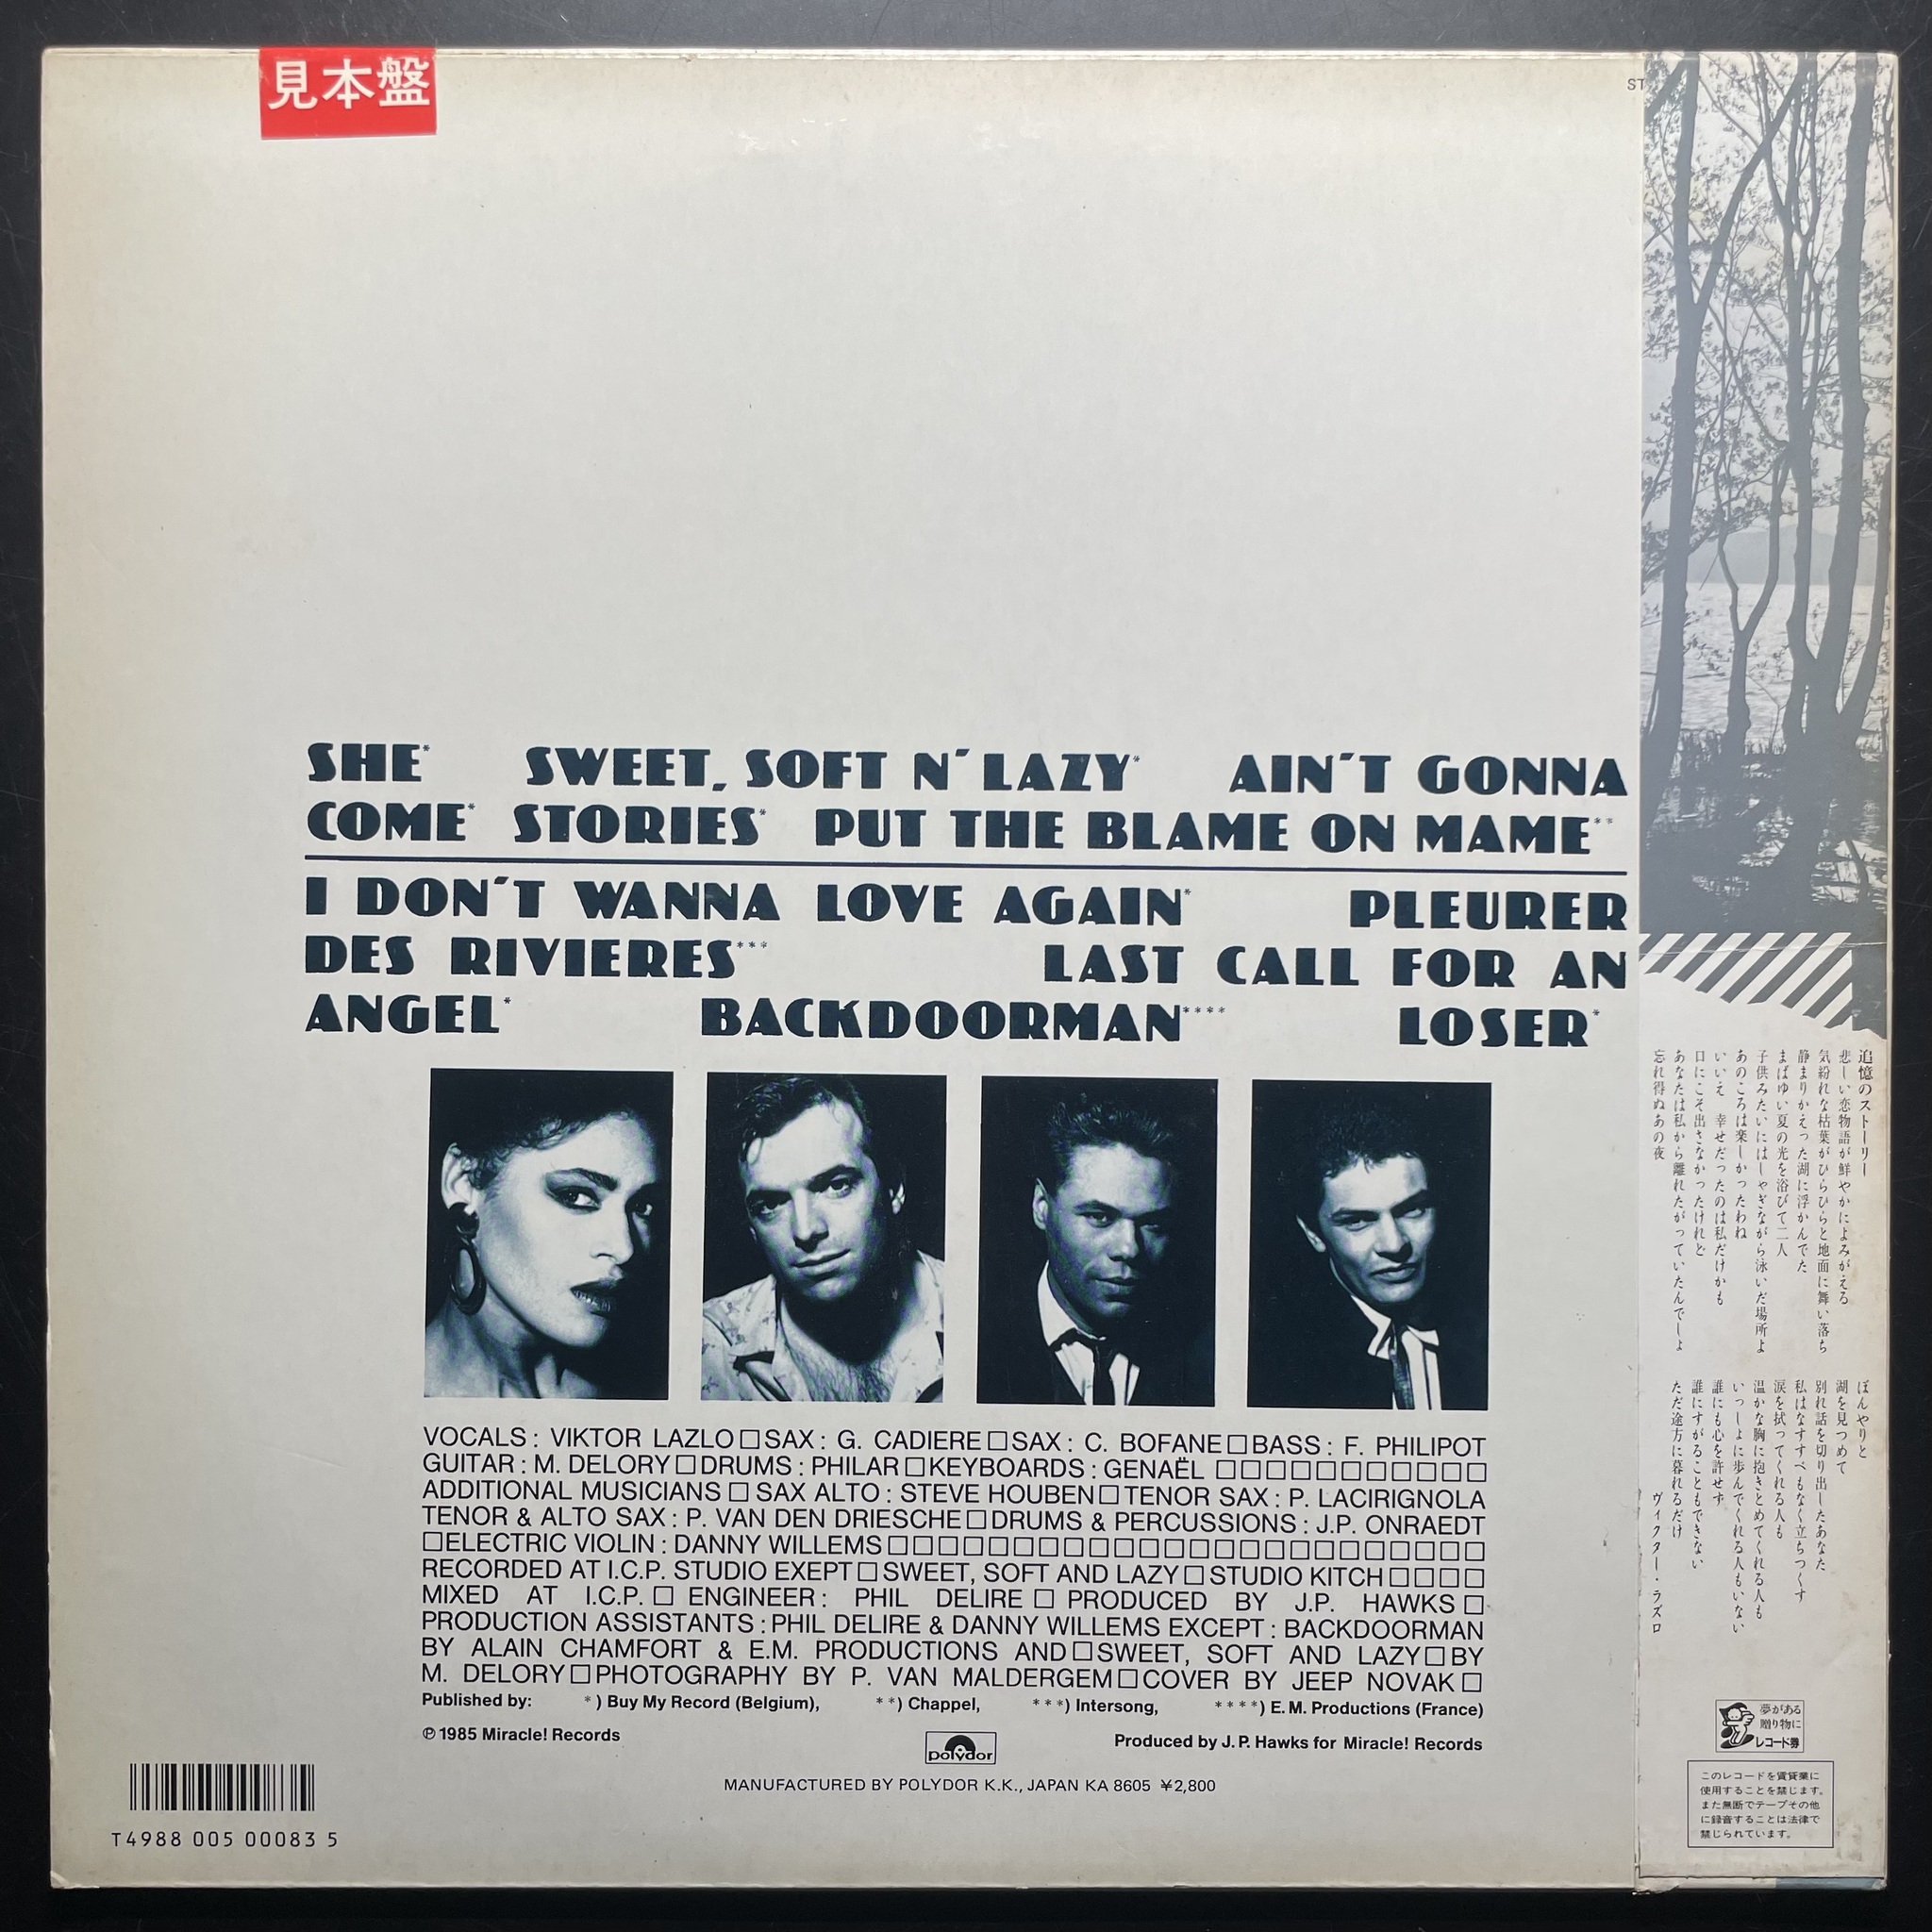 見本盤
ST
SHE* SWEET, SOFT N´LAZY* AIN´T GONNA
COME* STORIES* PUT THE BLAME ON MAME**
I DON´T WANNA LOVE AGAIN* PLEURER
DES RIVIERES*** LAST CALL FOR AN
ANGEL* BACKDOORMAN**** LOSER*
VOCALS: VIKTOR LAZLO□SAX: G. CADIERE□SAX: C. BOFANE□BASS: F. PHILIPOT
GUITAR: M. DELORY□DRUMS: PHILAR□KEYBOARDS: GENAËL □□□□□□□□□□□□
ADDITIONAL MUSICIANS □ SAX ALTO: STEVE HOUBEN□TENOR SAX: P. LACIRIGNOLA
TENOR & ALTO SAX: P. VAN DEN DRIESCHE□DRUMS & PERCUSSIONS: J.P. ONRAEDT
□ELECTRIC VIOLIN: DANNY WILLEMS□□□□□□□□□□□□□□□□□□□□□□□□□□
RECORDED AT I.C.P. STUDIO EXEPT□SWEET, SOFT AND LAZY□STUDIO KITCH□□□□
MIXED AT I.C.P.□ ENGINEER: PHIL DELIRE □ PRODUCED BY J.P. HAWKS□
PRODUCTION ASSISTANTS:PHIL DELIRE & DANNY WILLEMS EXCEPT: BACKDOORMAN
BY ALAIN CHAMFORT & E.M. PRODUCTIONS AND□SWEET, SOFT AND LAZY□BY
M. DELORY□PHOTOGRAPHY BY P. VAN MALDERGEM□COVER BY JEEP NOVAK□
Published by: *) Buy My Record (Belgium), **) Chappel, ***) Intersong, ****) E.M. Productions (France)
℗ 1985 Miracle! Records
polydor
Produced by J.P. Hawks for Miracle! Records
MANUFACTURED BY POLYDOR K.K., JAPAN KA 8605 ¥2,800
T4988 005 00083 5
追憶のストーリー
悲しい恋物語が鮮やかによみがえる
気紛れな枯葉がひらひらと地面に舞い落ち
静まりかえった湖に浮かんでた
まばゆい夏の光を浴びて二人
子供みたいにはしゃぎながら泳いだ場所よ
あのころは楽しかったわね
いいえ 幸せだったのは私だけかも
口にこそ出さなかったけれど
あなたは私から離れたがっていたんでしょ
忘れ得ぬあの夜
ぼんやりと
湖を見つめて
別れ話を切り出したあなた
私はなすすべもなく立ちつくす
涙を拭ってくれる人も
温かな胸に抱きとめてくれる人も
いっしょに歩んでくれる人もいない
誰にも心を許せず
誰にすがることもできない
ただ途方に暮れるだけ
ヴィクター・ラズロ
夢がある
贈り物に
レコード券
このレコードを賃貸業に
使用することを禁じます。
また無断でテープその他
に録音することは法律で
禁じられています。